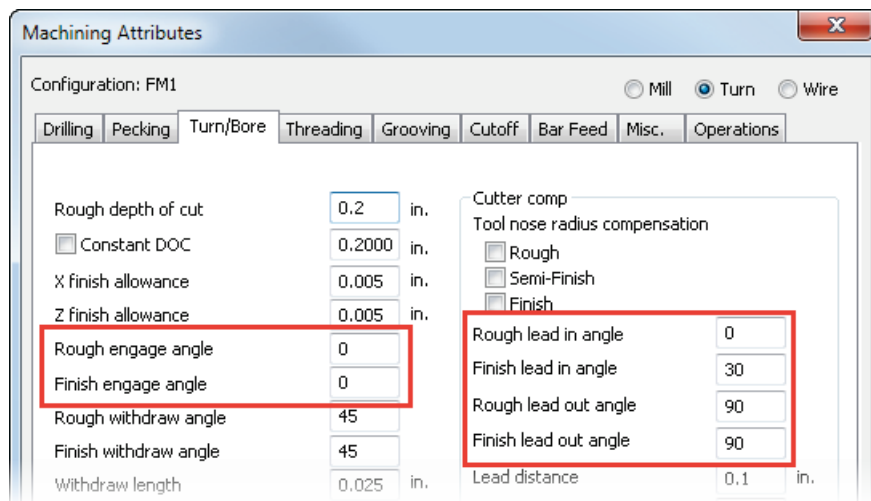 Machining Attributes
X
Configuration: FM1
Mill Turn Wire
Drilling Pecking Turn/Bore Threading Grooving Cutoff Bar Feed Misc. Operations
Rough depth of cut 0.2 in.
Constant DOC 0.2000 in.
X finish allowance 0.005 in.
Z finish allowance 0.005 in.
Rough engage angle 0
Finish engage angle 0
Rough withdraw angle 45
Finish withdraw angle 45
Withdraw length 0.025 in.
Cutter comp
Tool nose radius compensation
Rough
Semi-Finish
Finish
Rough lead in angle 0
Finish lead in angle 30
Rough lead out angle 90
Finish lead out angle 90
Lead distance 0.1 in.